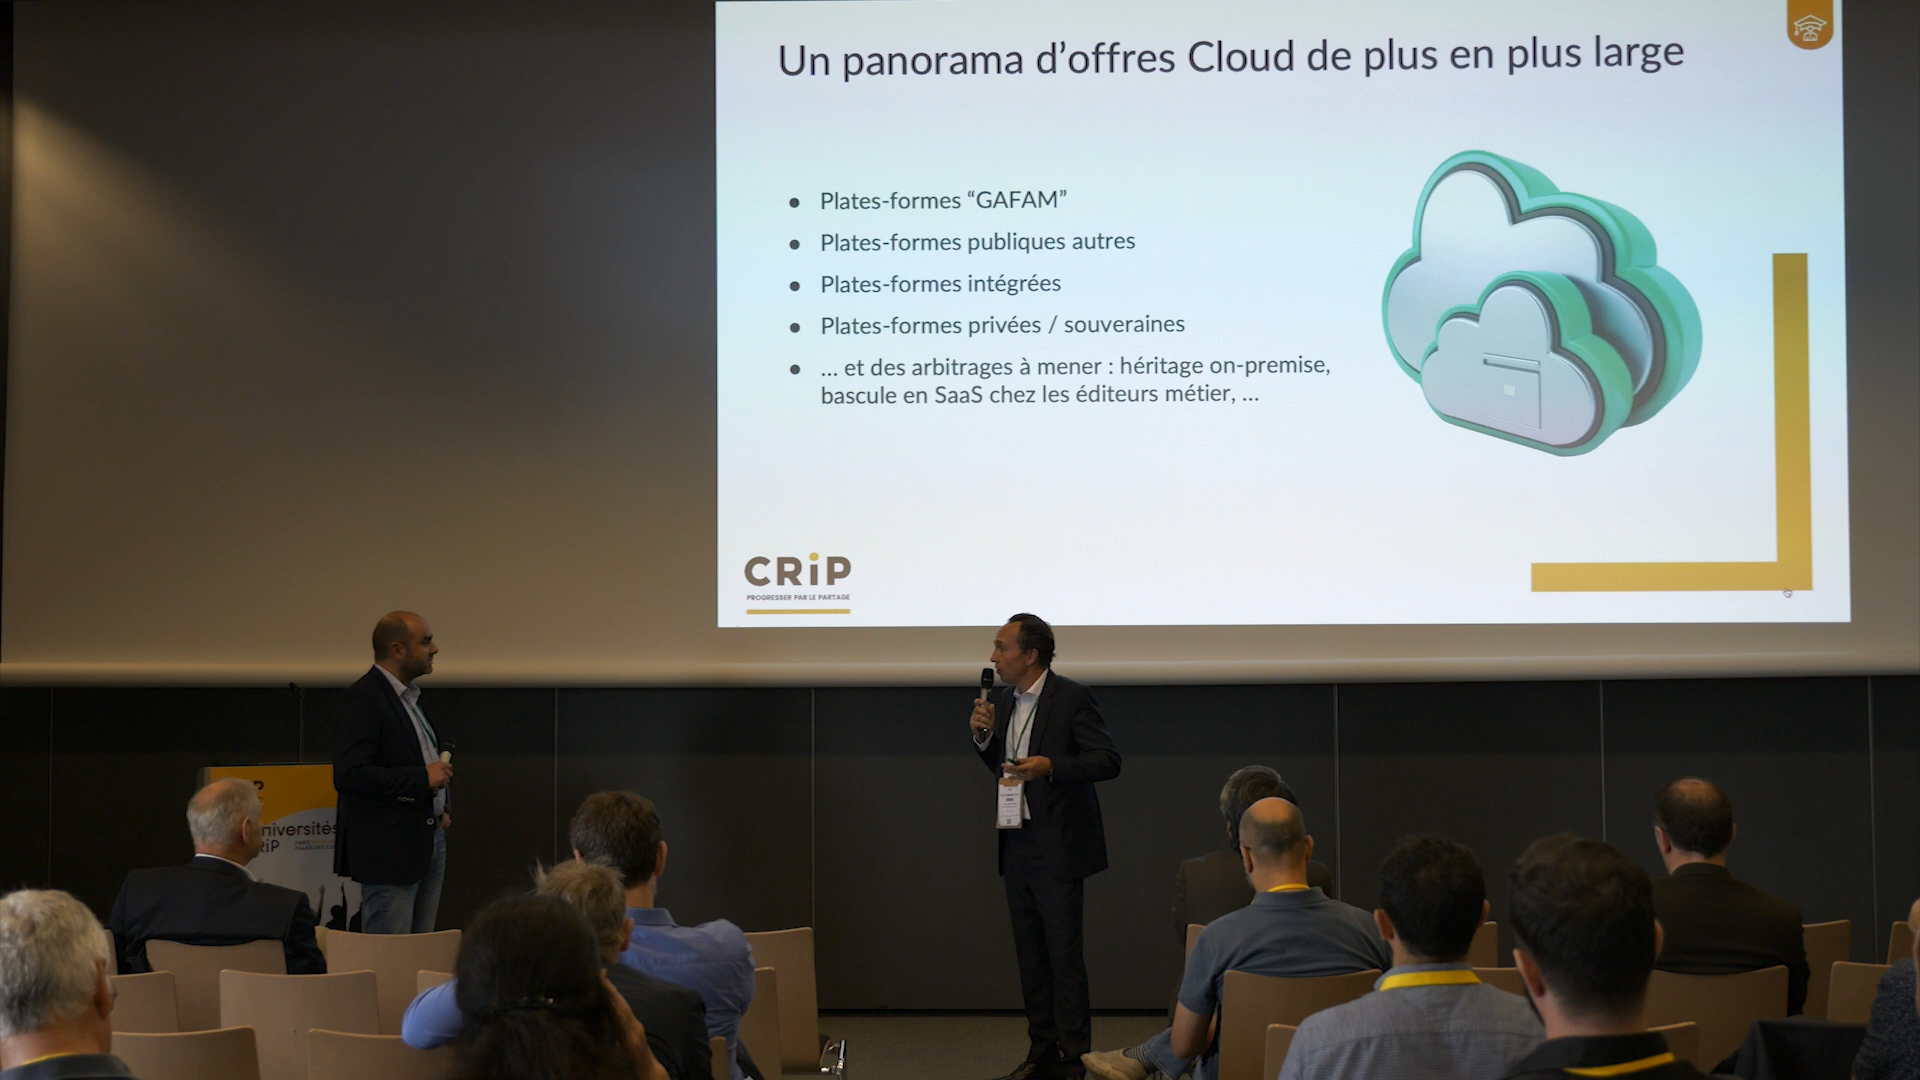 Un panorama d’offres Cloud de plus en plus large
● Plates-formes “GAFAM”
● Plates-formes publiques autres
● Plates-formes intégrées
● Plates-formes privées / souveraines
● ... et des arbitrages à mener : héritage on-premise,
bascule en SaaS chez les éditeurs métier, ...
CRiP
PROGRESSER PAR LE PARTAGE
niversités
RiP